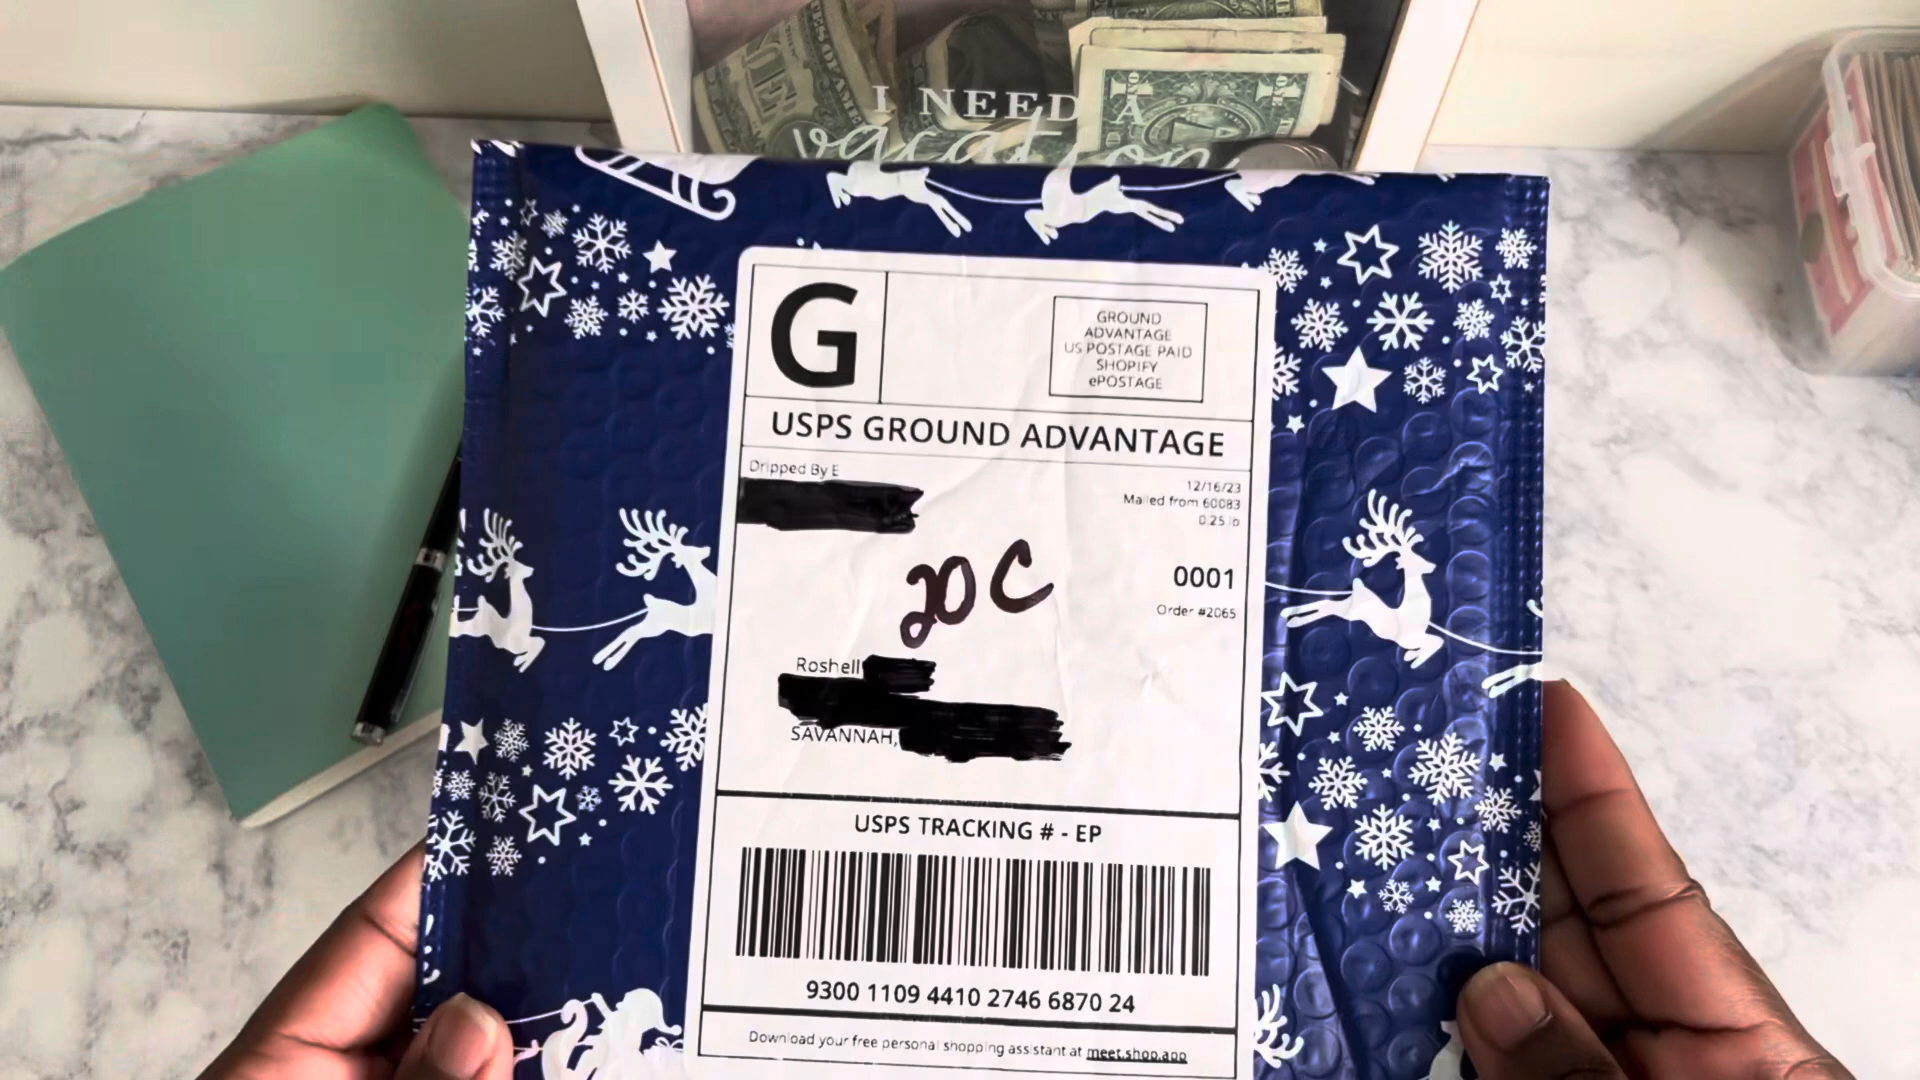 I NEED A
vacation
G
GROUND
ADVANTAGE
US POSTAGE PAID
SHOPIFY
ePOSTAGE
USPS GROUND ADVANTAGE
Dripped By E
12/16/23
Mailed from 60083
0.25 lb
20 C
0001
Order #2065
Roshell
SAVANNAH,
USPS TRACKING # - EP
9300 1109 4410 2746 6870 24
Download your free personal shopping assistant at meet.shop.app